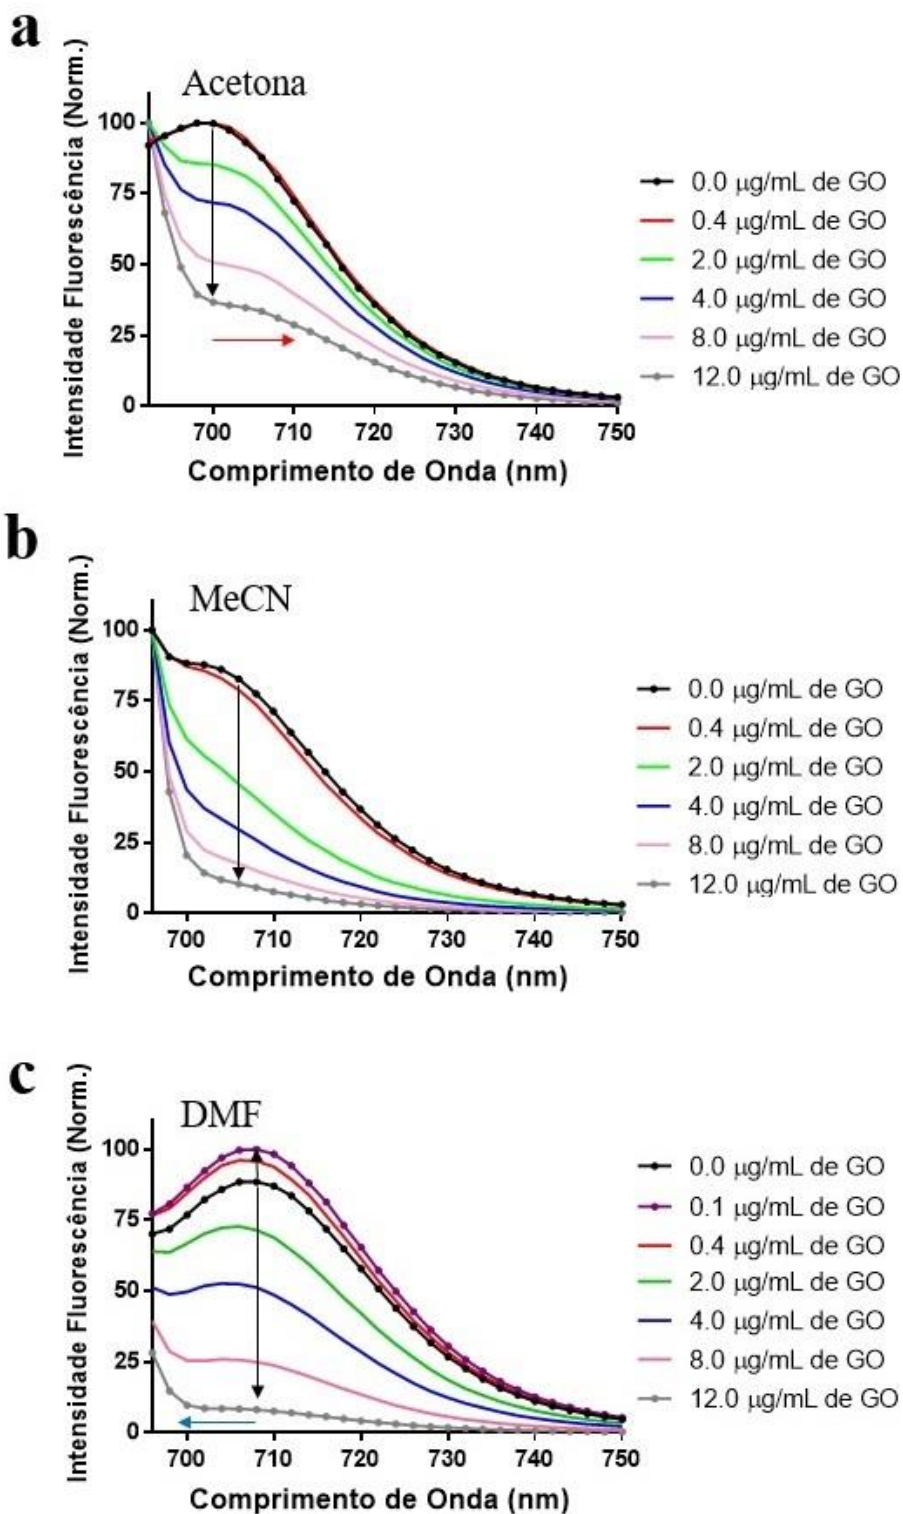 a
Acetona
Intensidade Fluorescência (Norm.)
100
75
50
25
0
700 710 720 730 740 750
Comprimento de Onda (nm)
0.0 µg/mL de GO
0.4 µg/mL de GO
2.0 µg/mL de GO
4.0 µg/mL de GO
8.0 µg/mL de GO
12.0 µg/mL de GO
b
MeCN
Intensidade Fluorescência (Norm.)
100
75
50
25
0
700 710 720 730 740 750
Comprimento de Onda (nm)
0.0 µg/mL de GO
0.4 µg/mL de GO
2.0 µg/mL de GO
4.0 µg/mL de GO
8.0 µg/mL de GO
12.0 µg/mL de GO
c
DMF
Intensidade Fluorescência (Norm.)
100
75
50
25
0
700 710 720 730 740 750
Comprimento de Onda (nm)
0.0 µg/mL de GO
0.1 µg/mL de GO
0.4 µg/mL de GO
2.0 µg/mL de GO
4.0 µg/mL de GO
8.0 µg/mL de GO
12.0 µg/mL de GO